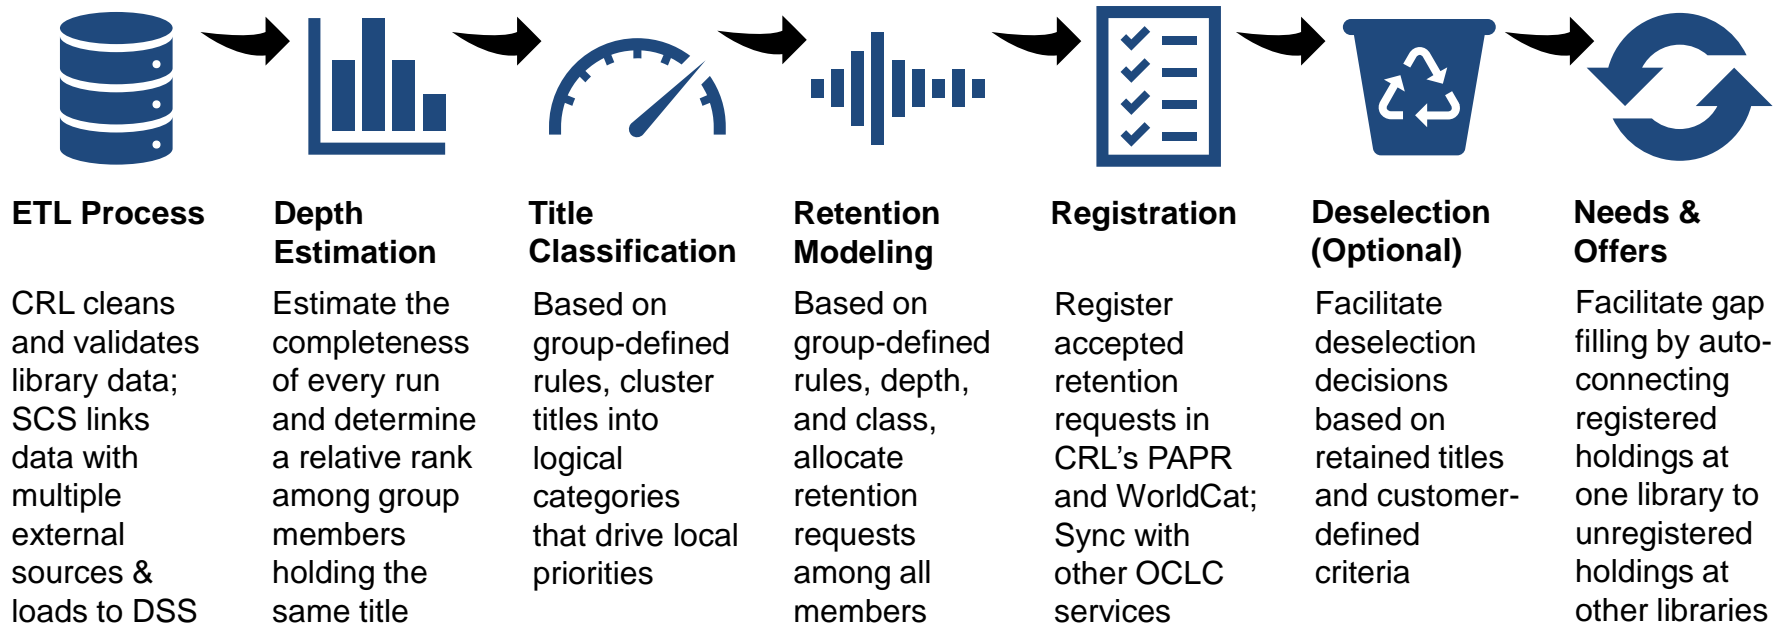 ETL Process
CRL cleans
and validates
library data;
SCS links
data with
multiple
external
sources &
loads to DSS
Depth
Estimation
Estimate the
completeness
of every run
and determine
a relative rank
among group
members
holding the
same title
Title
Classification
Based on
group-defined
rules, cluster
titles into
logical
categories
that drive local
priorities
Retention
Modeling
Based on
group-defined
rules, depth,
and class,
allocate
retention
requests
among all
members
Registration
Register
accepted
retention
requests in
CRL’s PAPR
and WorldCat;
Sync with
other OCLC
services
Deselection
(Optional)
Facilitate
deselection
decisions
based on
retained titles
and customer-
defined
criteria
Needs &
Offers
Facilitate gap
filling by auto-
connecting
registered
holdings at
one library to
unregistered
holdings at
other libraries